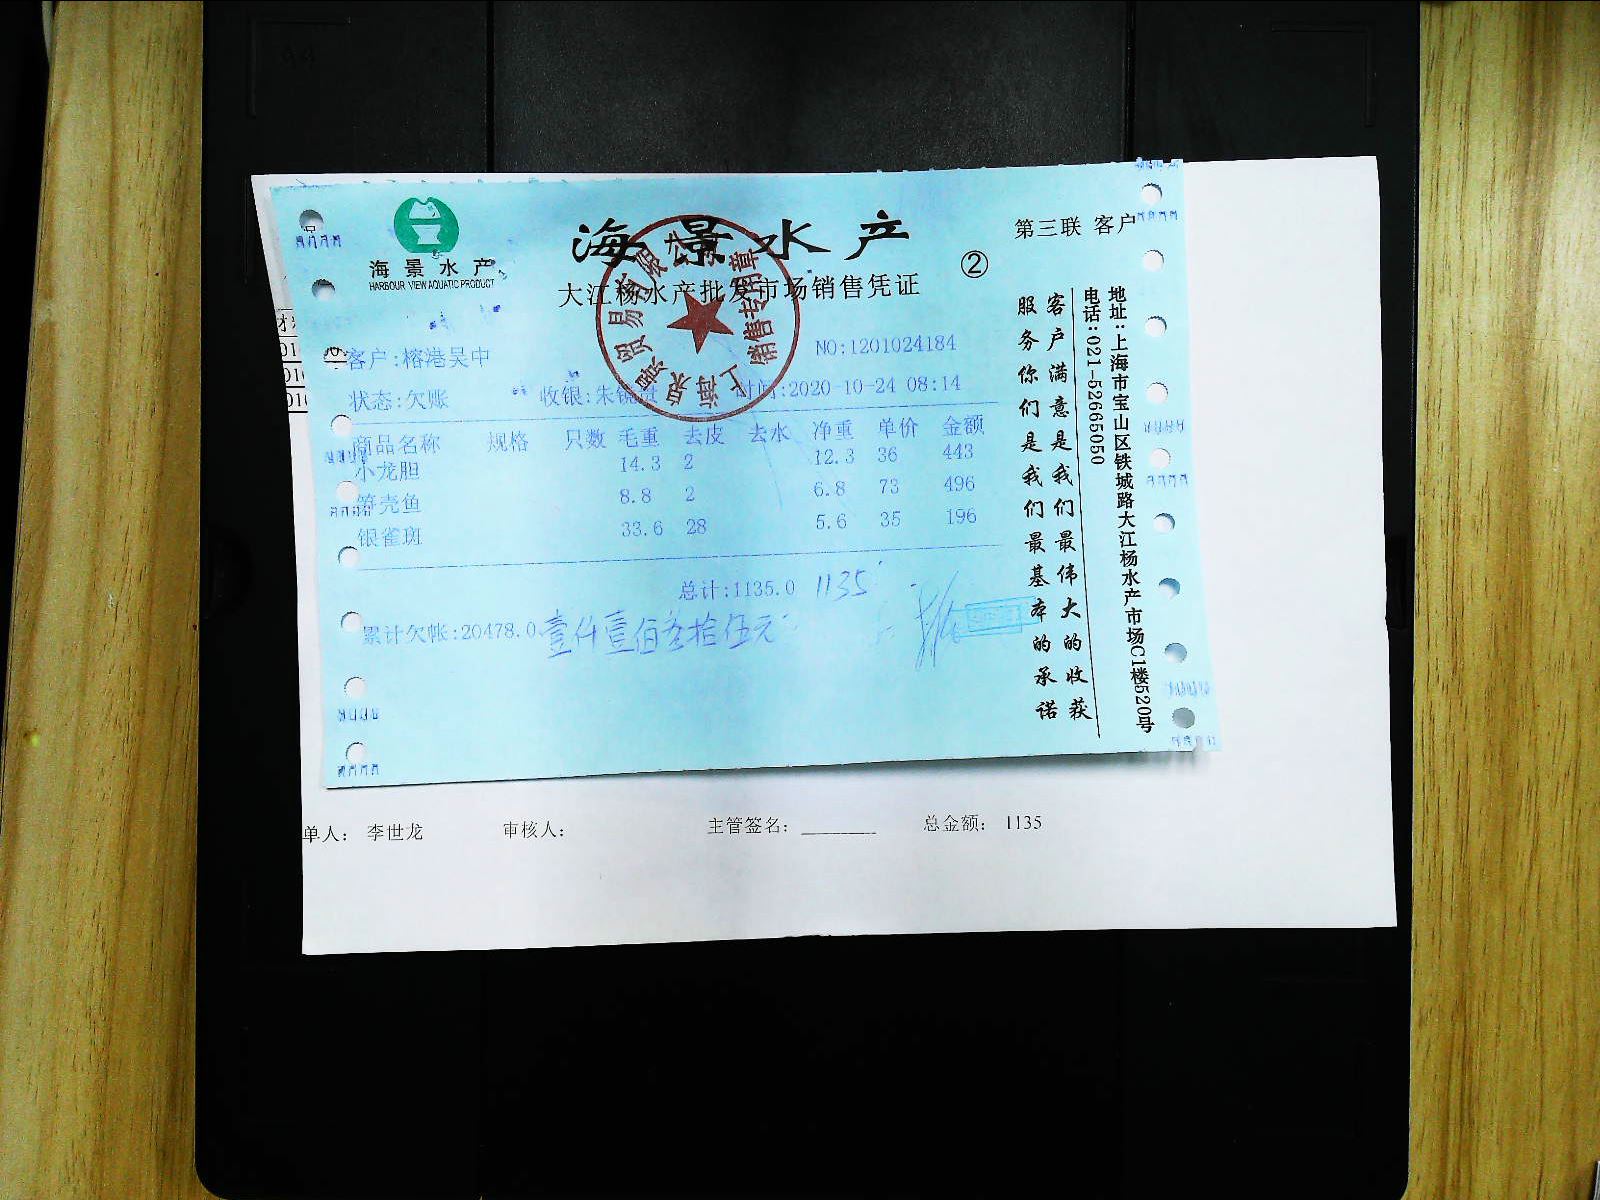 海景水产
HARBOUR VIEW AQUATIC PRODUCT
海景水产
大江杨水产批发市场销售凭证
②
第三联 客户
客户:榕港吴中
NO:1201024184
状态:欠账
收银:朱
时间:2020-10-24 08:14
商品名称 规格 只数 毛重 去皮 去水 净重 单价 金额
小龙胆 14.3 2 12.3 36 443
笋壳鱼 8.8 2 6.8 73 496
银雀斑 33.6 28 5.6 35 196
总计:1135.0 1135
累计欠帐:20478.0 壹仟壹佰叁拾伍元
销售专用章
地址:上海市宝山区铁城路大江杨水产市场C1楼520号
电话:021-52665050
客户满意是我们最伟大的收获
服务你们是我们最基本的承诺
单人: 李世龙 审核人: 主管签名: 总金额: 1135